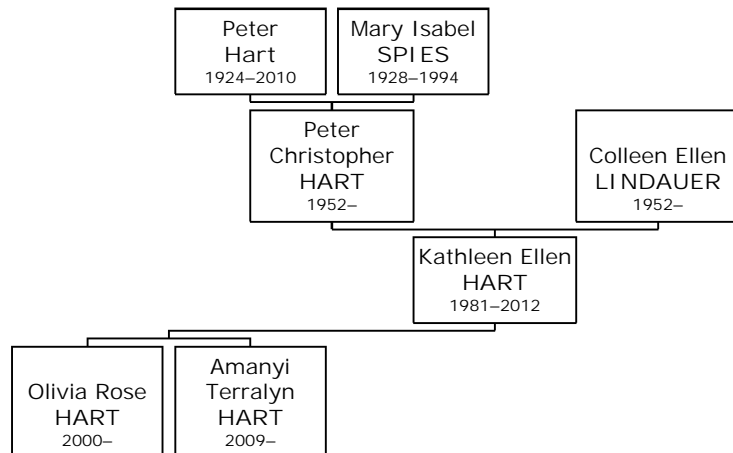 Peter
Hart
1924–2010
Mary Isabel
SPIES
1928–1994
Peter
Christopher
HART
1952–
Colleen Ellen
LINDAUER
1952–
Kathleen Ellen
HART
1981–2012
Olivia Rose
HART
2000–
Amanyi
Terralyn
HART
2009–